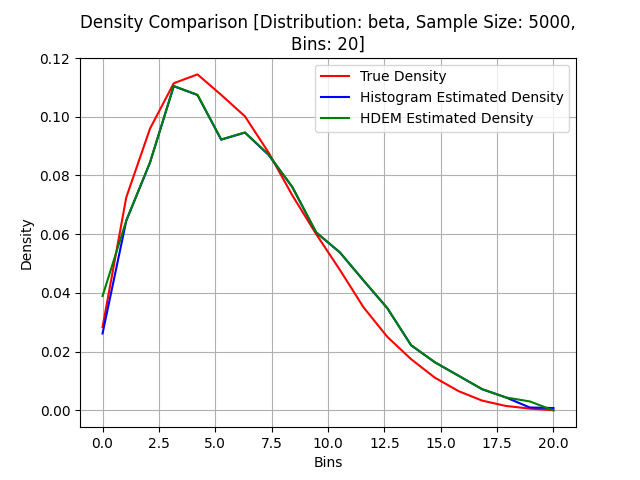 Density Comparison [Distribution: beta, Sample Size: 5000,
Bins: 20]
True Density
Histogram Estimated Density
HDEM Estimated Density
Density
0.12
0.10
0.08
0.06
0.04
0.02
0.00
0.0 2.5 5.0 7.5 10.0 12.5 15.0 17.5 20.0
Bins